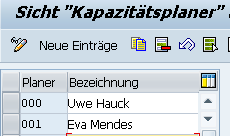 Sicht "Kapazitätsplaner"
Neue Einträge
Planer Bezeichnung
000 Uwe Hauck
001 Eva Mendes